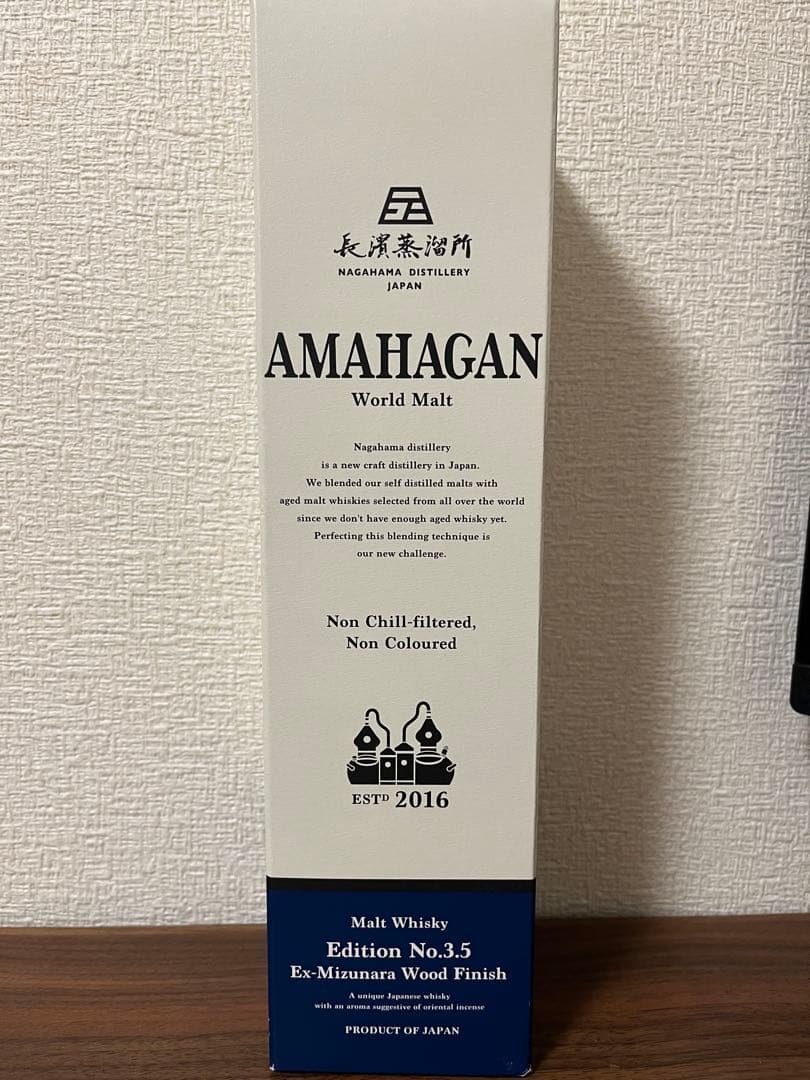 長濱蒸溜所
NAGAHAMA DISTILLERY
JAPAN
AMAHAGAN
World Malt
Nagahama distillery
is a new craft distillery in Japan.
We blended our self distilled malts with
aged malt whiskies selected from all over the world
since we don't have enough aged whisky yet.
Perfecting this blending technique is
our new challenge.
Non Chill-filtered,
Non Coloured
ESTD 2016
Malt Whisky
Edition No.3.5
Ex-Mizunara Wood Finish
A unique Japanese whisky
with an aroma suggestive of oriental incense
PRODUCT OF JAPAN